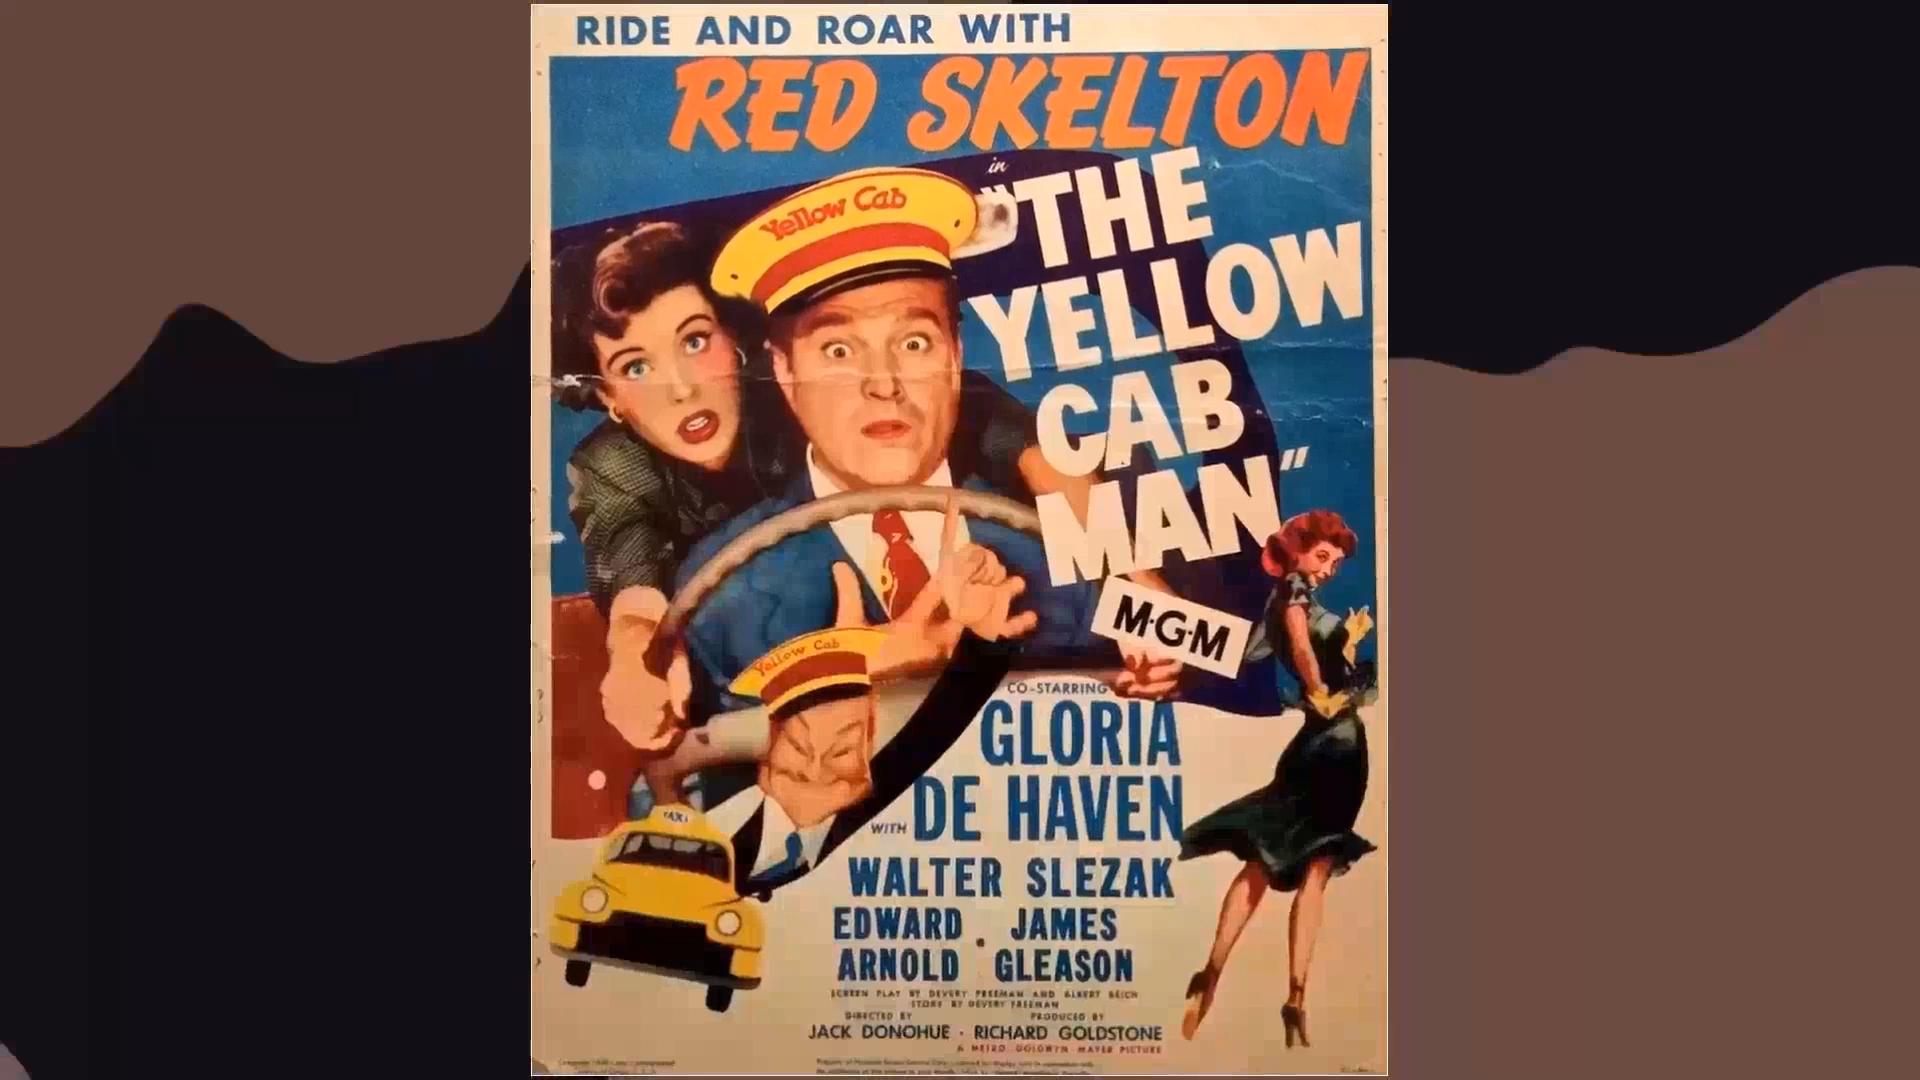 RIDE AND ROAR WITH
RED SKELTON
in
"THE
YELLOW
CAB
MAN"
Yellow Cab
M·G·M
Yellow Cab
CO-STARRING
GLORIA
WITH DE HAVEN
TAXI
WALTER SLEZAK
EDWARD JAMES
ARNOLD · GLEASON
SCREEN PLAY BY DEVERY FREEMAN AND ALBERT BEICH
STORY BY DEVERY FREEMAN
DIRECTED BY PRODUCED BY
JACK DONOHUE · RICHARD GOLDSTONE
A METRO GOLDWYN MAYER PICTURE